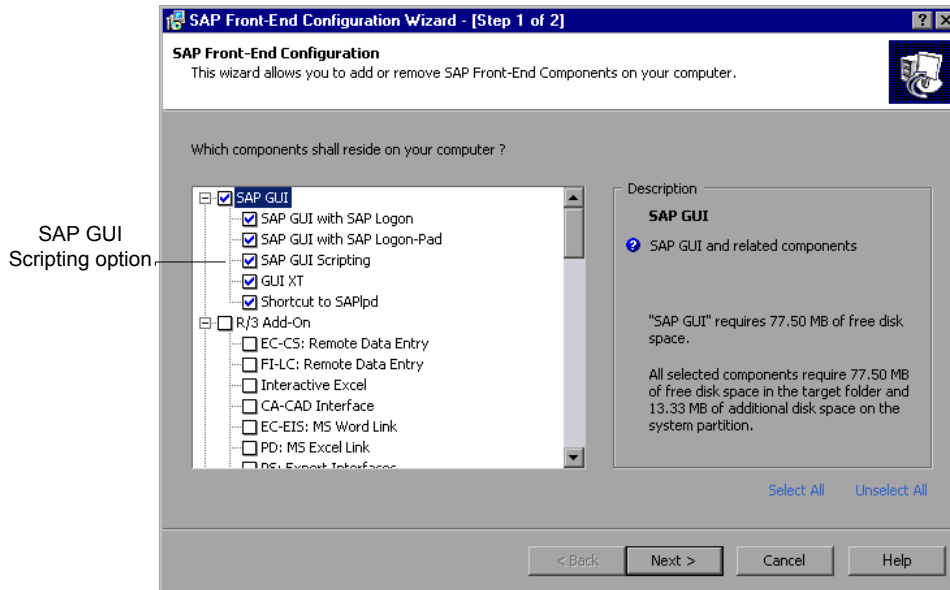 SAP Front-End Configuration Wizard - [Step 1 of 2]
SAP Front-End Configuration
This wizard allows you to add or remove SAP Front-End Components on your computer.
Which components shall reside on your computer ?
SAP GUI
Scripting option
SAP GUI
SAP GUI with SAP Logon
SAP GUI with SAP Logon-Pad
SAP GUI Scripting
GUI XT
Shortcut to SAPlpd
R/3 Add-On
EC-CS: Remote Data Entry
FI-LC: Remote Data Entry
Interactive Excel
CA-CAD Interface
EC-EIS: MS Word Link
PD: MS Excel Link
PS: Export Interfaces
Description
SAP GUI
SAP GUI and related components
"SAP GUI" requires 77.50 MB of free disk
space.
All selected components require 77.50 MB
of free disk space in the target folder and
13.33 MB of additional disk space on the
system partition.
Select All Unselect All
< Back Next > Cancel Help